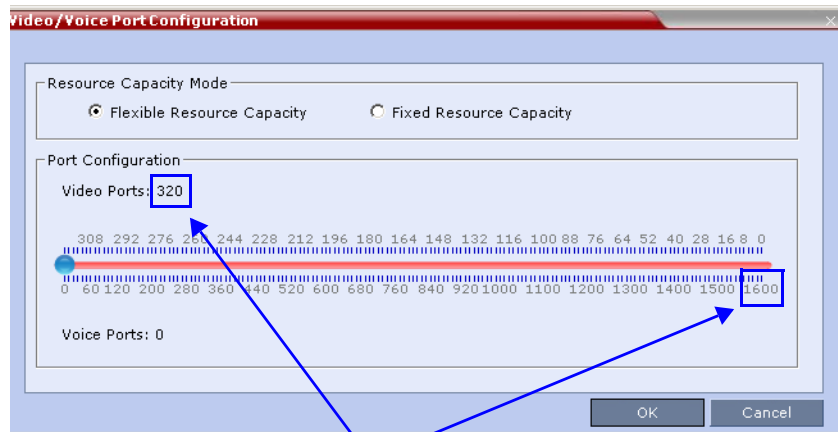 Video/Voice Port Configuration
Resource Capacity Mode
Flexible Resource Capacity Fixed Resource Capacity
Port Configuration
Video Ports: 320
308 292 276 260 244 228 212 196 180 164 148 132 116 100 88 76 64 52 40 28 16 8 0
0 60 120 200 280 360 440 520 600 680 760 840 920 1000 1100 1200 1300 1400 1500 1600
Voice Ports: 0
OK Cancel